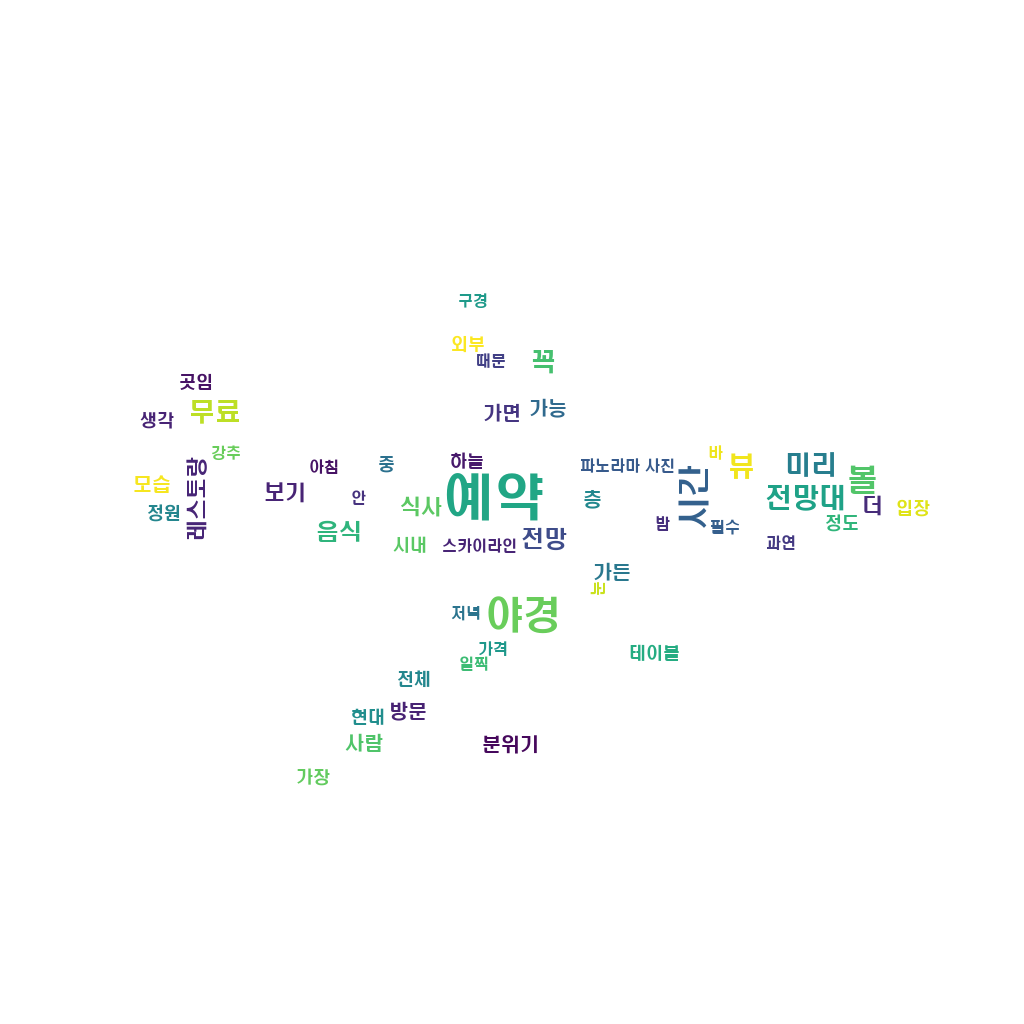 구경
외부
때문
꼭
곳임
무료
생각
가면
가능
강추
아침
중
하늘
파노라마 사진
바
뷰
미리
볼
모습
정원
레스토랑
보기
안
식사
예약
층
시간
전망대
더
입장
음식
시내
스카이라인
전망
밤
필수
과연
정도
가든
저녁
야경
가격
일찍
테이블
전체
현대
방문
사람
분위기
가장